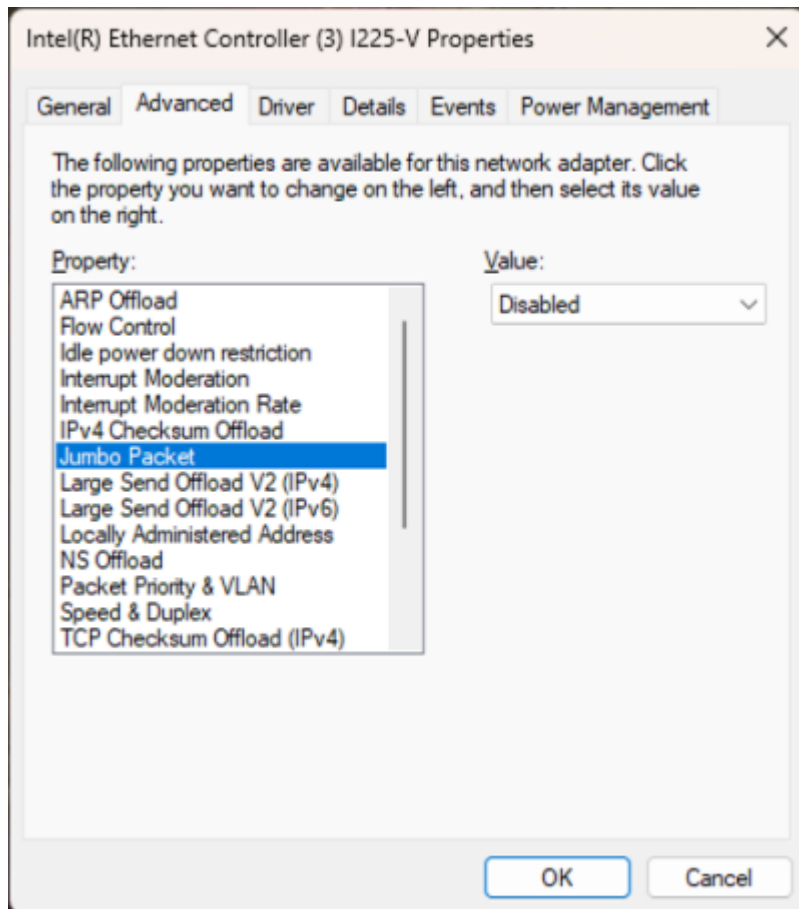 Intel(R) Ethernet Controller (3) I225-V Properties
General Advanced Driver Details Events Power Management
The following properties are available for this network adapter. Click
the property you want to change on the left, and then select its value
on the right.
Property:
Value:
ARP Offload
Disabled
Flow Control
Idle power down restriction
Interrupt Moderation
Interrupt Moderation Rate
IPv4 Checksum Offload
Jumbo Packet
Large Send Offload V2 (IPv4)
Large Send Offload V2 (IPv6)
Locally Administered Address
NS Offload
Packet Priority & VLAN
Speed & Duplex
TCP Checksum Offload (IPv4)
OK
Cancel